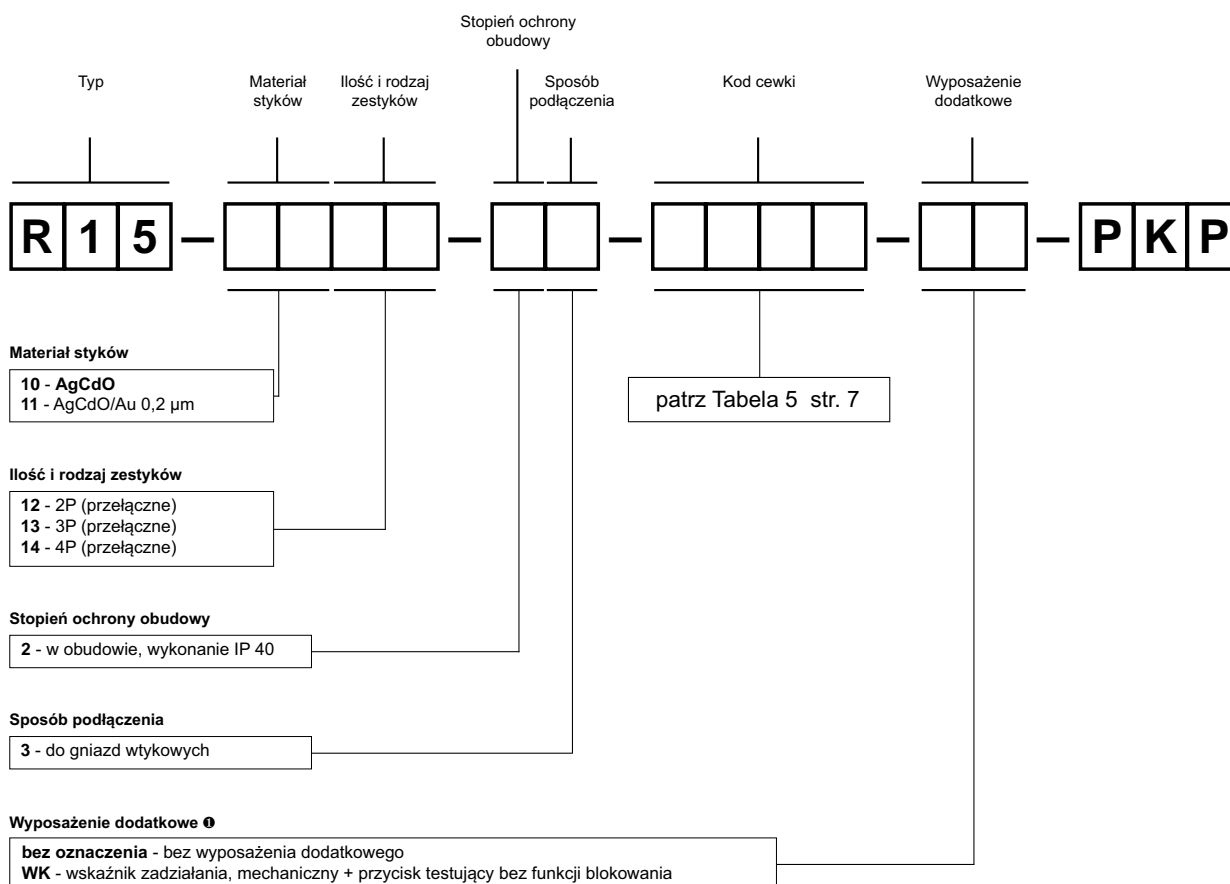 Stopień ochrony
obudowy
Typ
Materiał
styków
Ilość i rodzaj
zestyków
Sposób
podłączenia
Kod cewki
Wyposażenie
dodatkowe
R 1 5 – – – – – P K P
Materiał styków
10 - AgCdO
11 - AgCdO/Au 0,2 µm
patrz Tabela 5 str. 7
Ilość i rodzaj zestyków
12 - 2P (przełączne)
13 - 3P (przełączne)
14 - 4P (przełączne)
Stopień ochrony obudowy
2 - w obudowie, wykonanie IP 40
Sposób podłączenia
3 - do gniazd wtykowych
Wyposażenie dodatkowe ❶
bez oznaczenia - bez wyposażenia dodatkowego
WK - wskaźnik zadziałania, mechaniczny + przycisk testujący bez funkcji blokowania